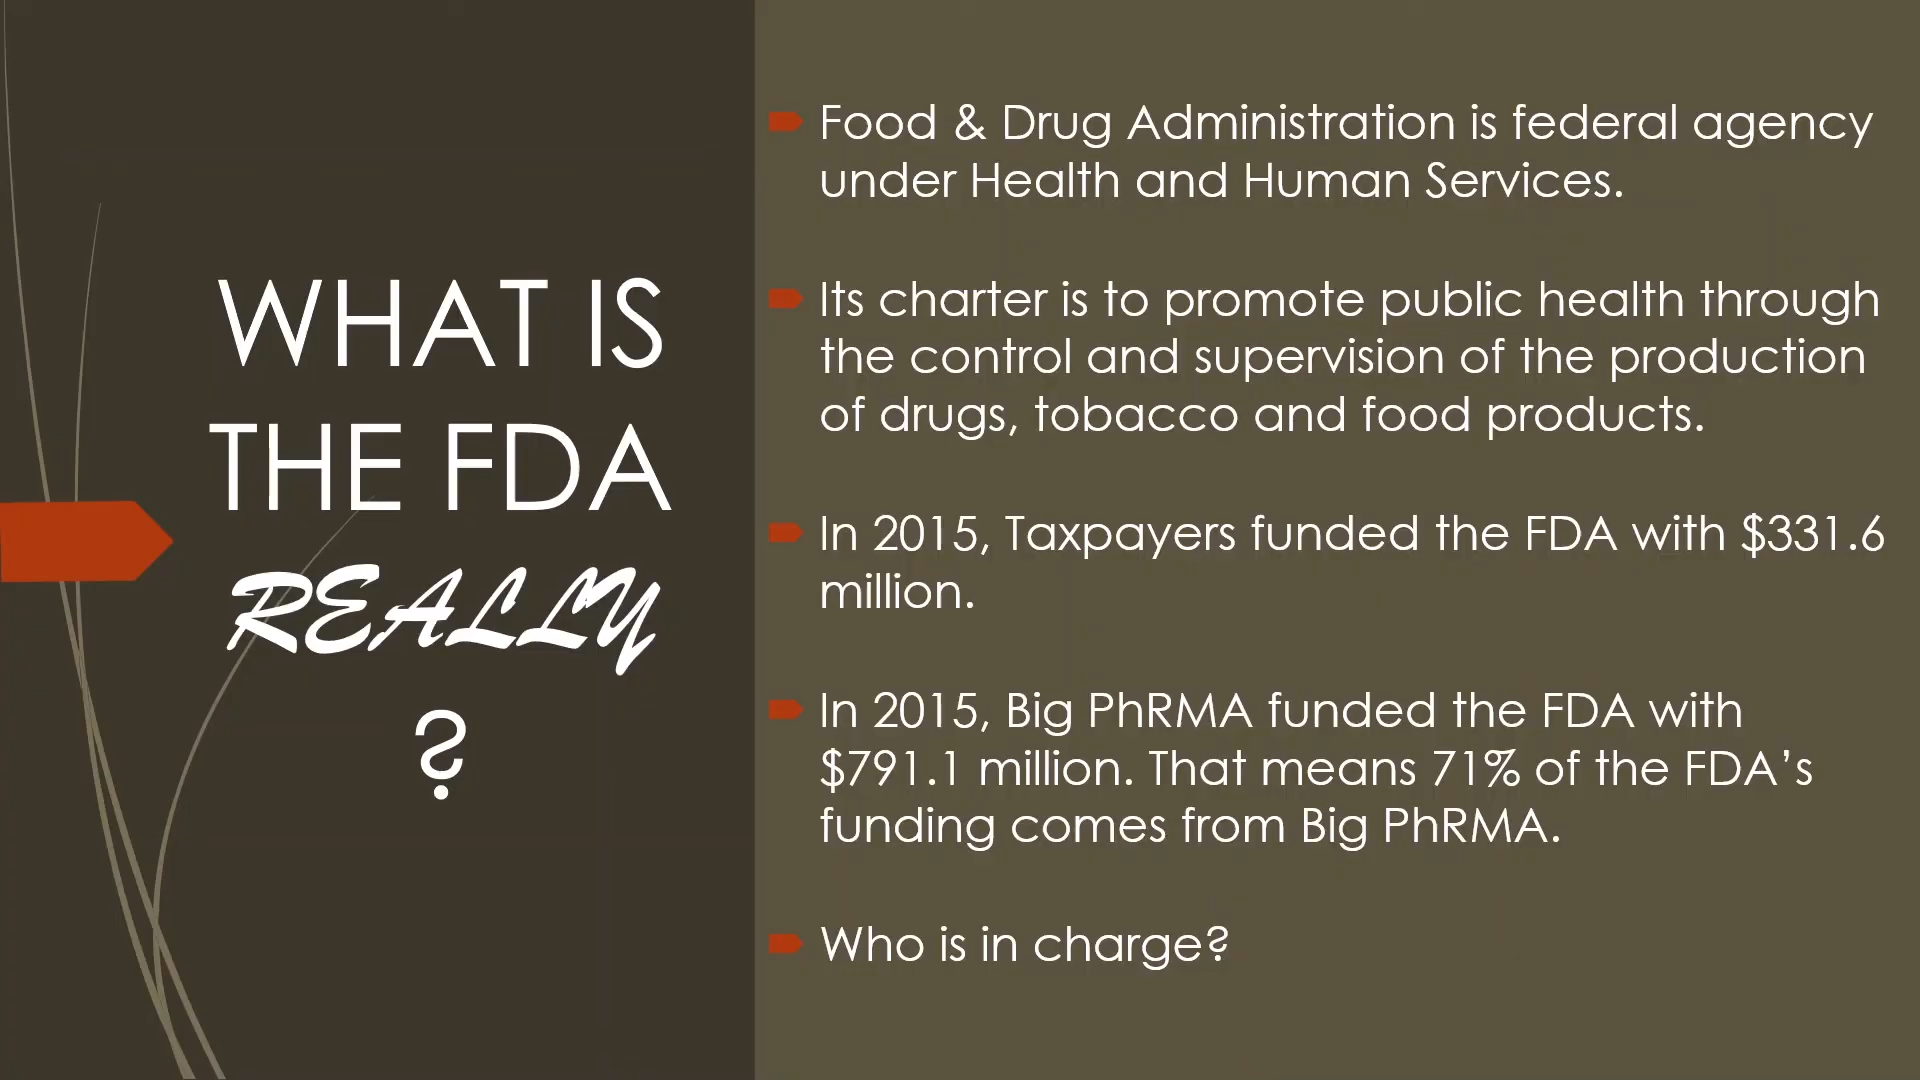 WHAT IS
THE FDA
REALLY
?
Food & Drug Administration is federal agency
under Health and Human Services.
Its charter is to promote public health through
the control and supervision of the production
of drugs, tobacco and food products.
In 2015, Taxpayers funded the FDA with $331.6
million.
In 2015, Big PhRMA funded the FDA with
$791.1 million. That means 71% of the FDA’s
funding comes from Big PhRMA.
Who is in charge?